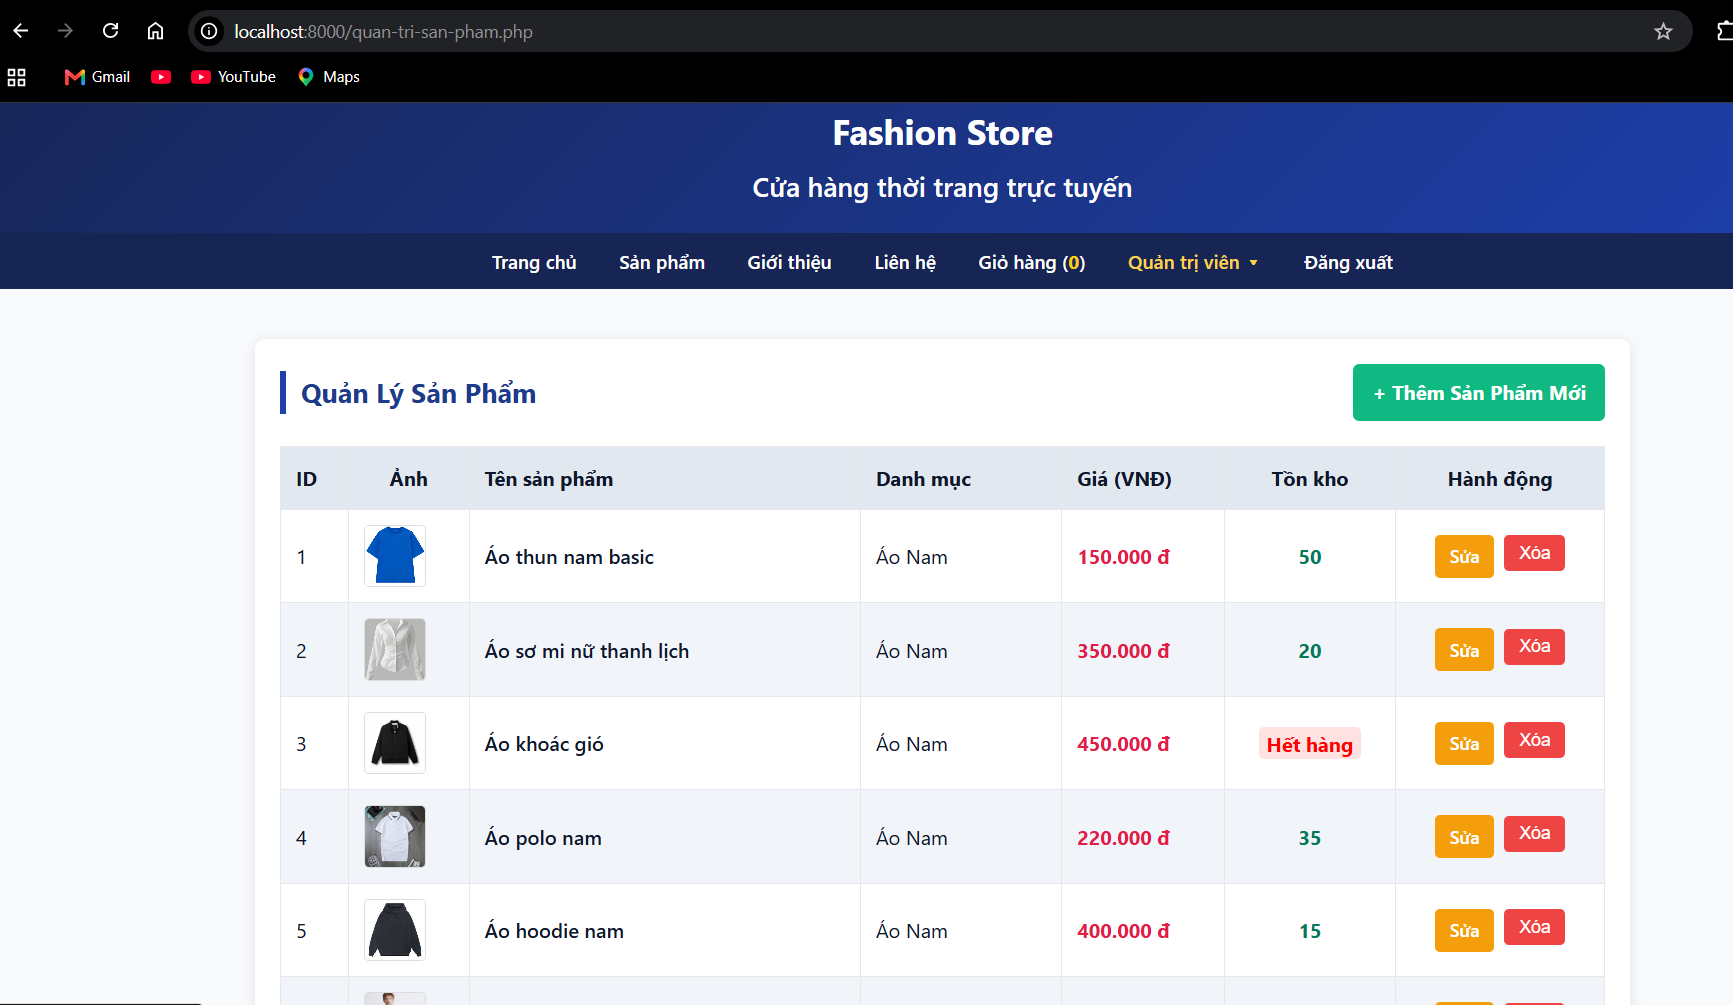 localhost:8000/quan-tri-san-pham.php
Gmail YouTube Maps
Fashion Store
Cửa hàng thời trang trực tuyến
Trang chủ Sản phẩm Giới thiệu Liên hệ Giỏ hàng (0) Quản trị viên Đăng xuất
Quản Lý Sản Phẩm
+ Thêm Sản Phẩm Mới
ID Ảnh Tên sản phẩm Danh mục Giá (VNĐ) Tồn kho Hành động
1 Áo thun nam basic Áo Nam 150.000 đ 50 Sửa Xóa
2 Áo sơ mi nữ thanh lịch Áo Nam 350.000 đ 20 Sửa Xóa
3 Áo khoác gió Áo Nam 450.000 đ Hết hàng Sửa Xóa
4 Áo polo nam Áo Nam 220.000 đ 35 Sửa Xóa
5 Áo hoodie nam Áo Nam 400.000 đ 15 Sửa Xóa